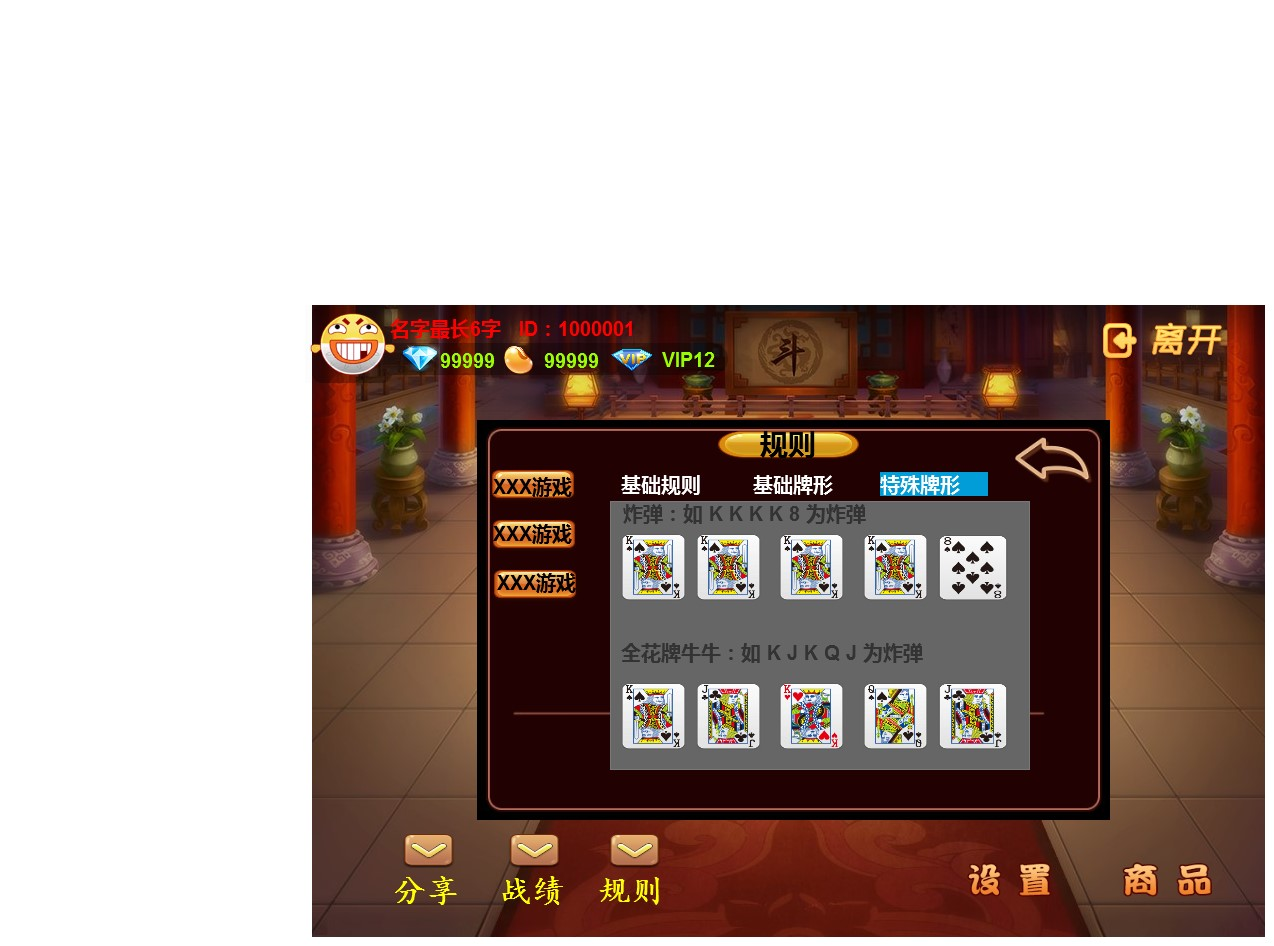 名字最长6字 ID：1000001
99999 99999 VIP VIP12
斗
离开
规则
基础规则 基础牌形 特殊牌形
XXX游戏
XXX游戏
XXX游戏
炸弹：如 K K K K 8 为炸弹
K K K K 8
K K K K 8
全花牌牛牛：如 K J K Q J 为炸弹
K J K Q J
K J K Q J
分享 战绩 规则
设置 商品